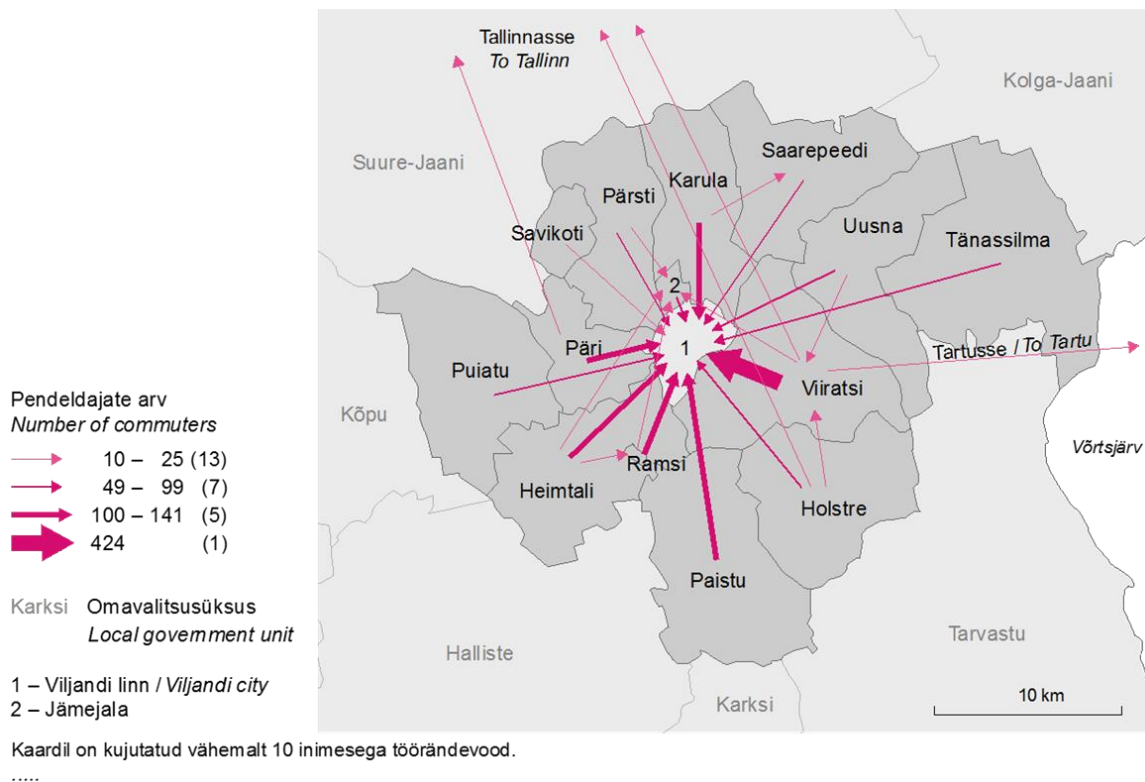 Tallinnasse
To Tallinn
Kolga-Jaani
Suure-Jaani
Saarepeedi
Karula
Pärsti
Savikoti
Uusna
Tänassilma
2
1
Päri
Puiatu
Tartusse / To Tartu
Viiratsi
Kõpu
Võrtsjärv
Ramsi
Heimtali
Holstre
Paistu
Halliste
Tarvastu
Karksi
10 km
Pendeldajate arv
Number of commuters
10 – 25 (13)
49 – 99 (7)
100 – 141 (5)
424 (1)
Karksi Omavalitsusüksus
Local government unit
1 – Viljandi linn / Viljandi city
2 – Jämejala
Kaardil on kujutatud vähemalt 10 inimesega töörändevood.
.....